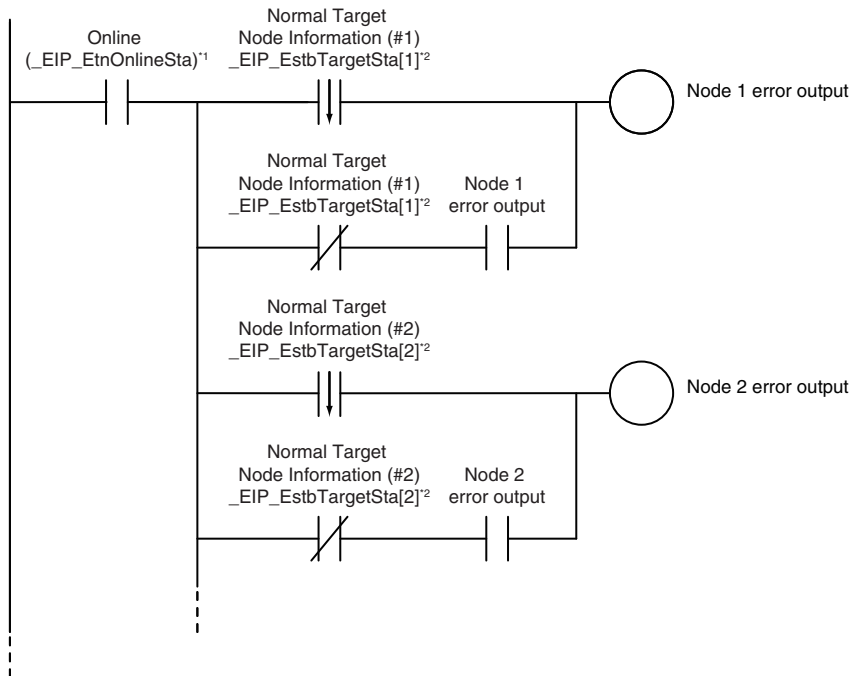 Online
(_EIP_EtnOnlineSta)*1
Normal Target
Node Information (#1)
_EIP_EstbTargetSta[1]*2
Node 1 error output
Normal Target
Node Information (#1)
_EIP_EstbTargetSta[1]*2
Node 1
error output
Normal Target
Node Information (#2)
_EIP_EstbTargetSta[2]*2
Node 2 error output
Normal Target
Node Information (#2)
_EIP_EstbTargetSta[2]*2
Node 2
error output